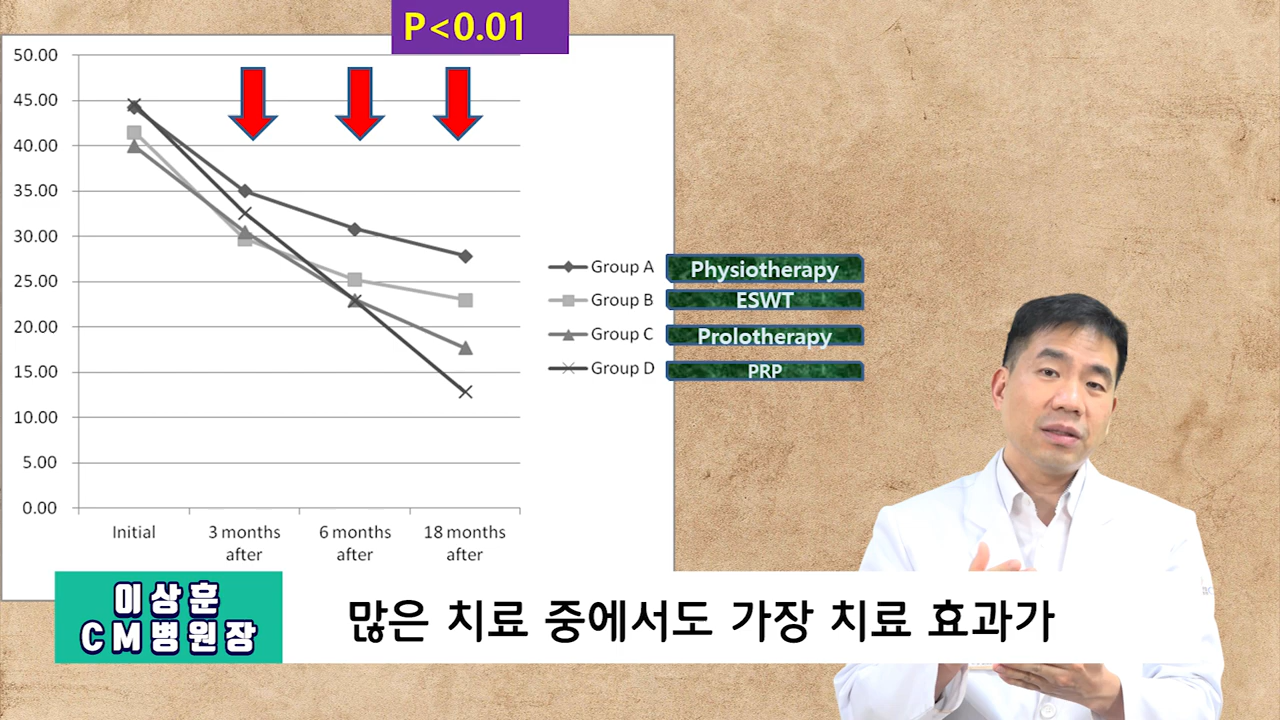 P<0.01
50.00
45.00
40.00
35.00
30.00
25.00
20.00
15.00
10.00
5.00
0.00
Initial
3 months after
6 months after
18 months after
Group A Physiotherapy
Group B ESWT
Group C Prolotherapy
Group D PRP
이상훈
CM병원장
많은 치료 중에서도 가장 치료 효과가